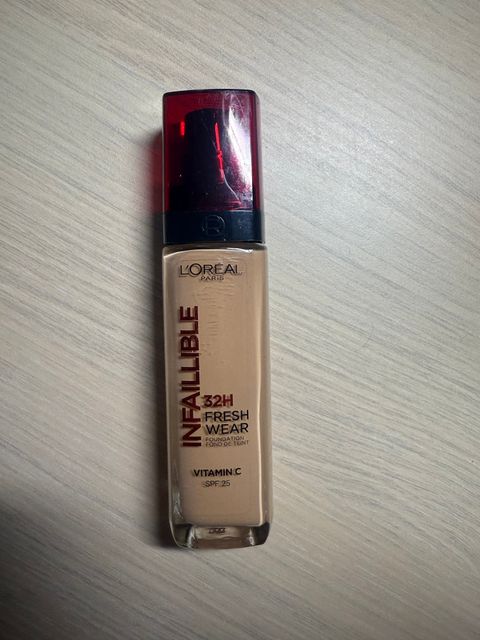 L'ORÉAL
PARIS
INFAILLIBLE
32H
FRESH
WEAR
FOUNDATION
FOND DE TEINT
VITAMIN C
SPF 25